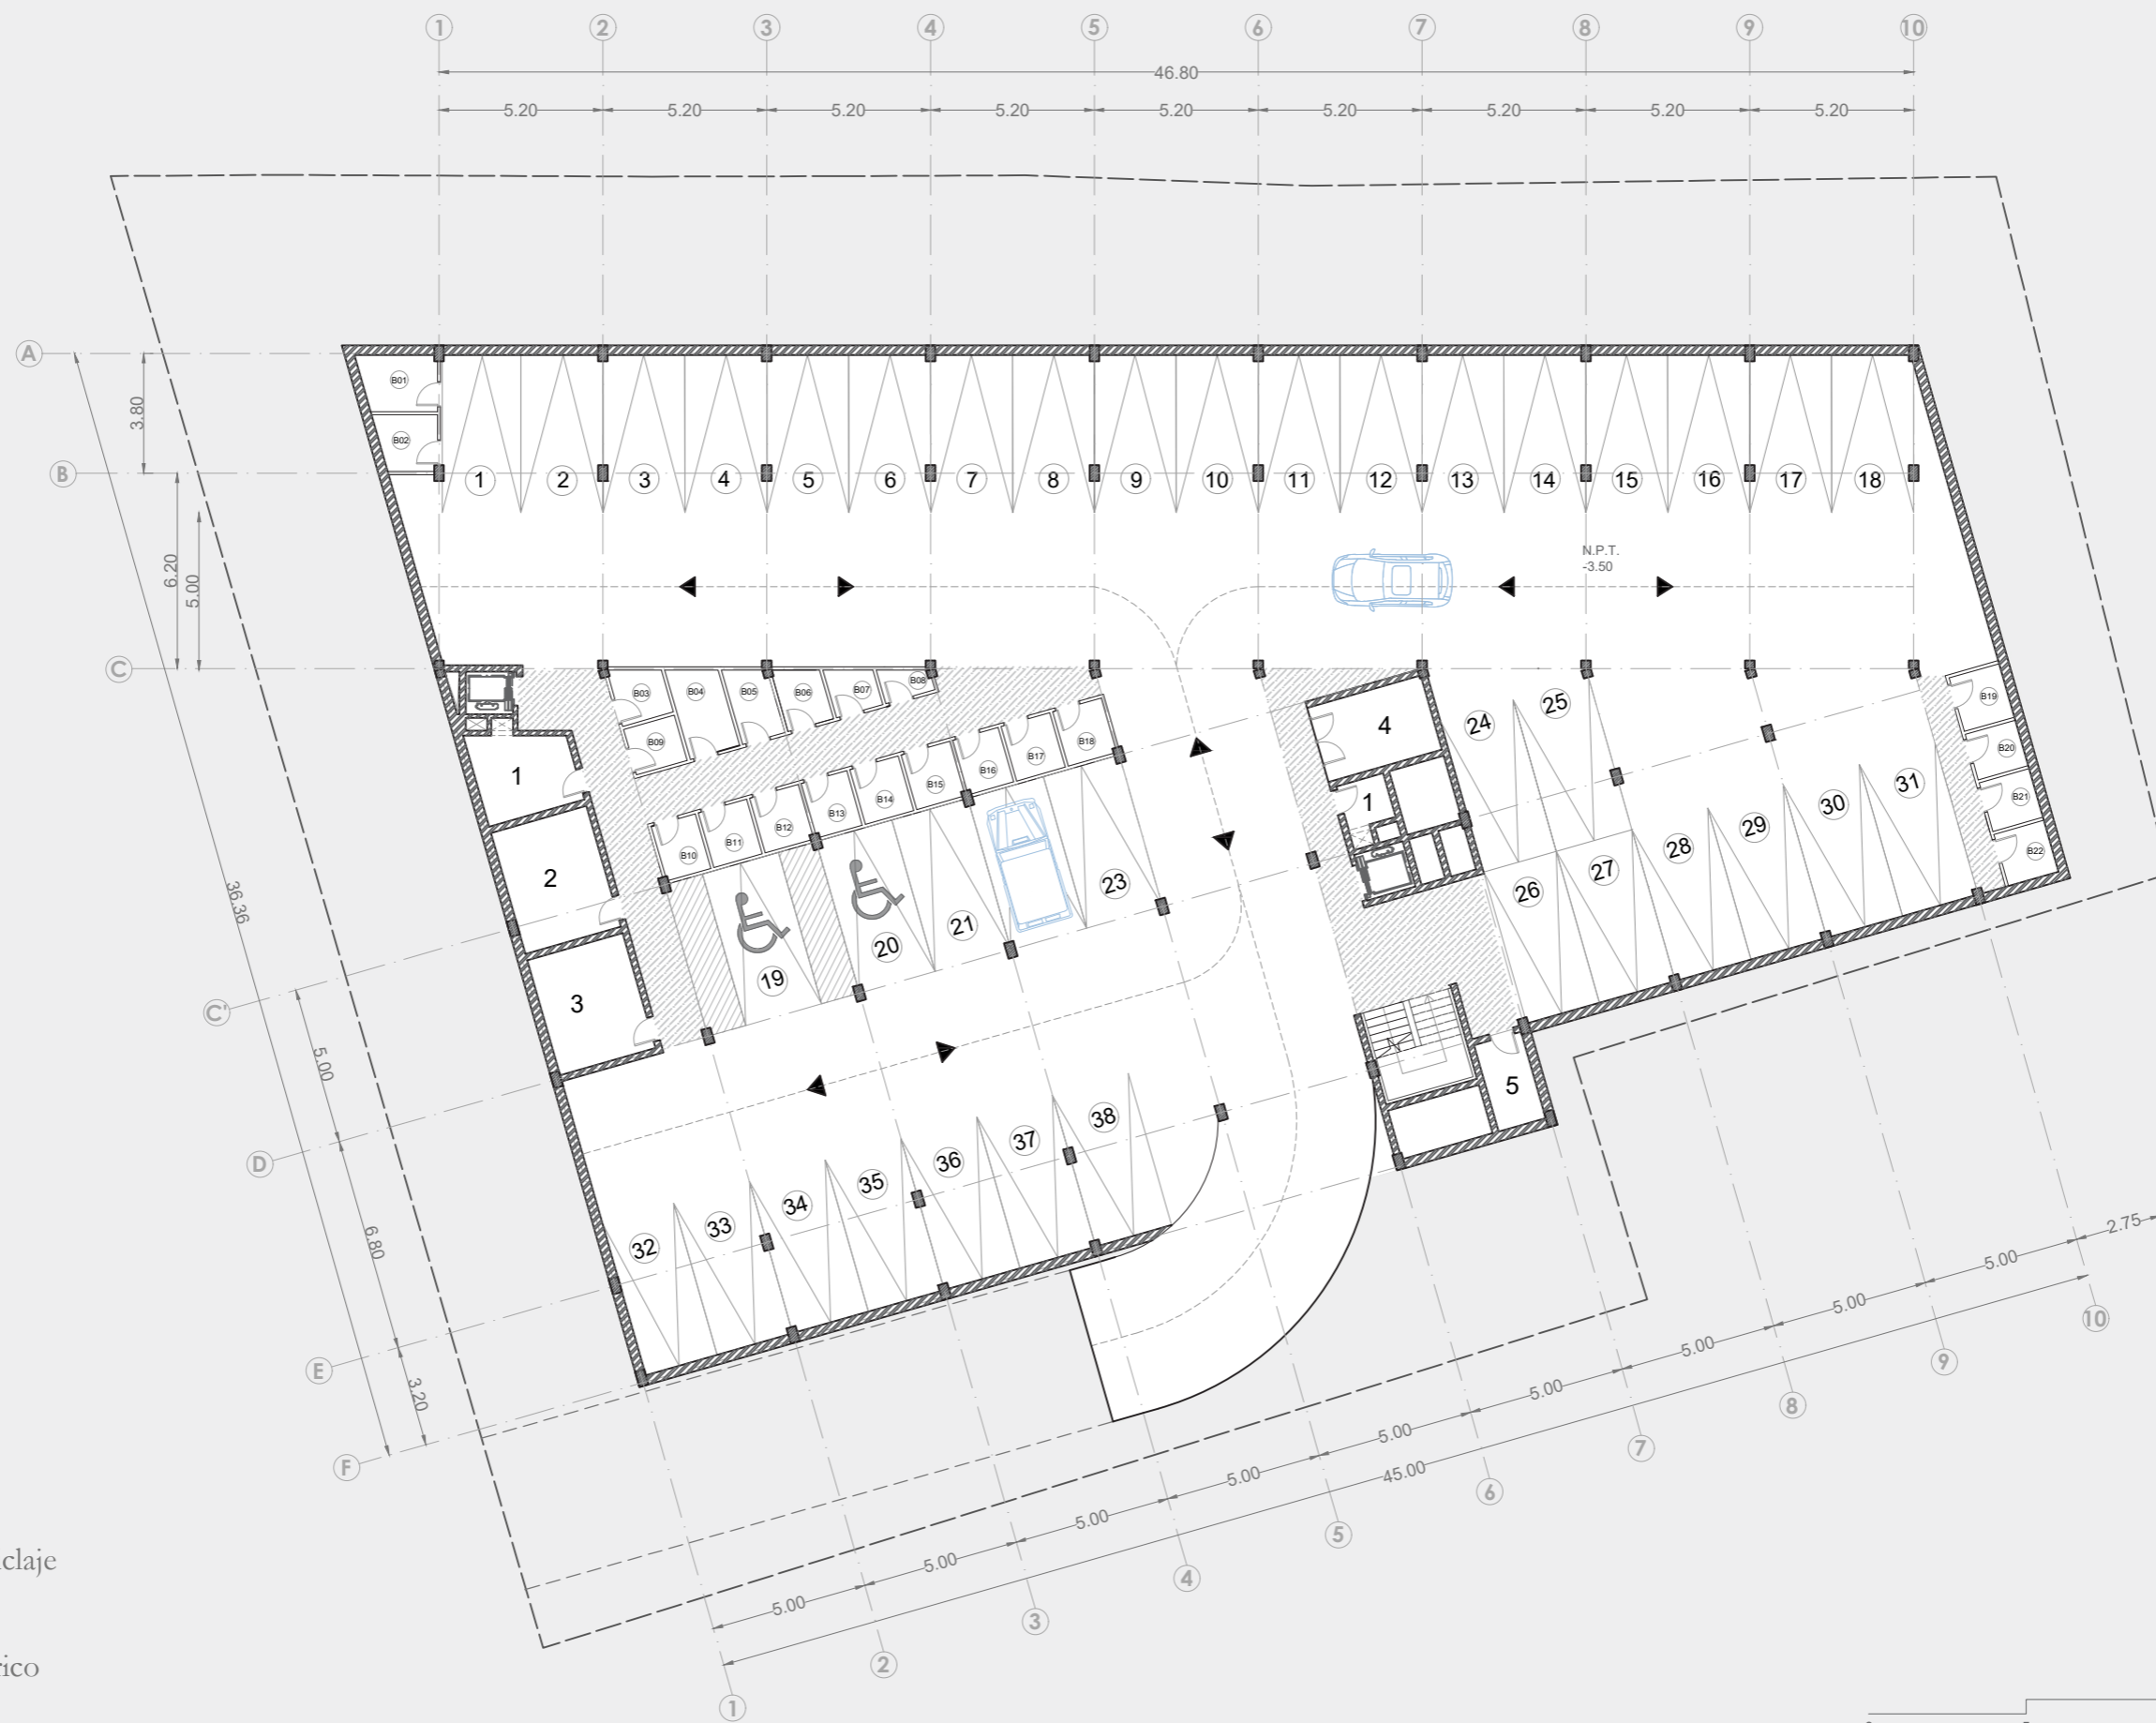 1 2 3 4 5 6 7 8 9 10
46.80
5.20 5.20 5.20 5.20 5.20 5.20 5.20 5.20 5.20
A
3.80
B01
B02
B
1 2 3 4 5 6 7 8 9 10 11 12 13 14 15 16 17 18
6.20
5.00
N.P.T.
-3.50
C
B03 B04 B05 B06 B07 B08
B09
B10 B11 B12 B13 B14 B15 B16 B17 B18
B19
B20
B21
B22
1
2
3
4
1
5
24 25
26 27 28 29 30 31
19 20 21 23
32 33 34 35 36 37 38
36.36
C'
5.00
D
6.80
E
3.20
F
5.00 5.00 5.00 5.00 5.00 5.00 5.00 5.00 5.00 2.75
45.00
1 2 3 4 5 6 7 8 9 10
claje
rico